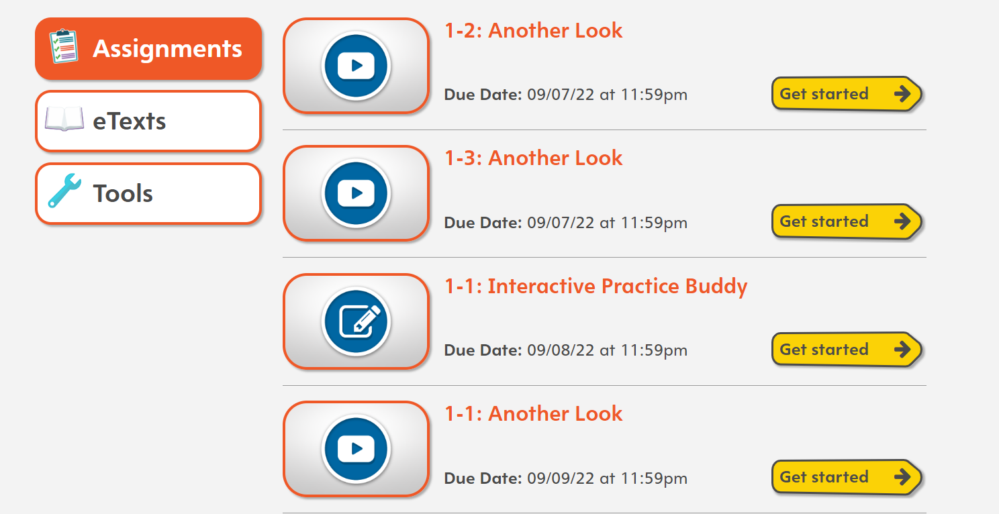 Assignments
eTexts
Tools
1-2: Another Look
Due Date: 09/07/22 at 11:59pm
Get started
1-3: Another Look
Due Date: 09/07/22 at 11:59pm
Get started
1-1: Interactive Practice Buddy
Due Date: 09/08/22 at 11:59pm
Get started
1-1: Another Look
Due Date: 09/09/22 at 11:59pm
Get started